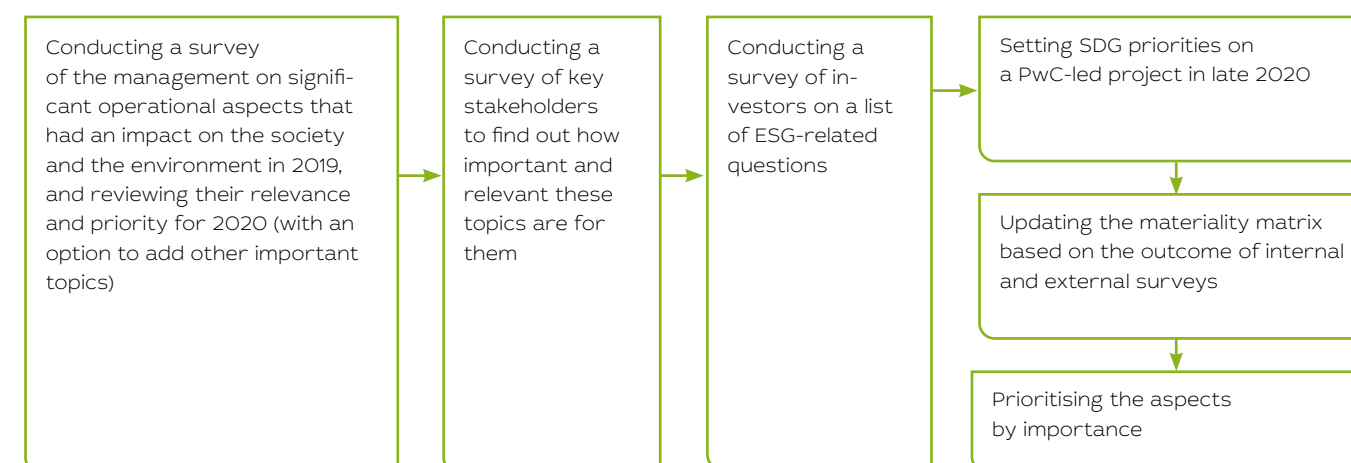 Conducting a survey
of the management on signifi-
cant operational aspects that
had an impact on the society
and the environment in 2019,
and reviewing their relevance
and priority for 2020 (with an
option to add other important
topics)
Conducting a
survey of key
stakeholders
to find out how
important and
relevant these
topics are for
them
Conducting a
survey of in-
vestors on a list
of ESG-related
questions
Setting SDG priorities on
a PwC-led project in late 2020
Updating the materiality matrix
based on the outcome of internal
and external surveys
Prioritising the aspects
by importance